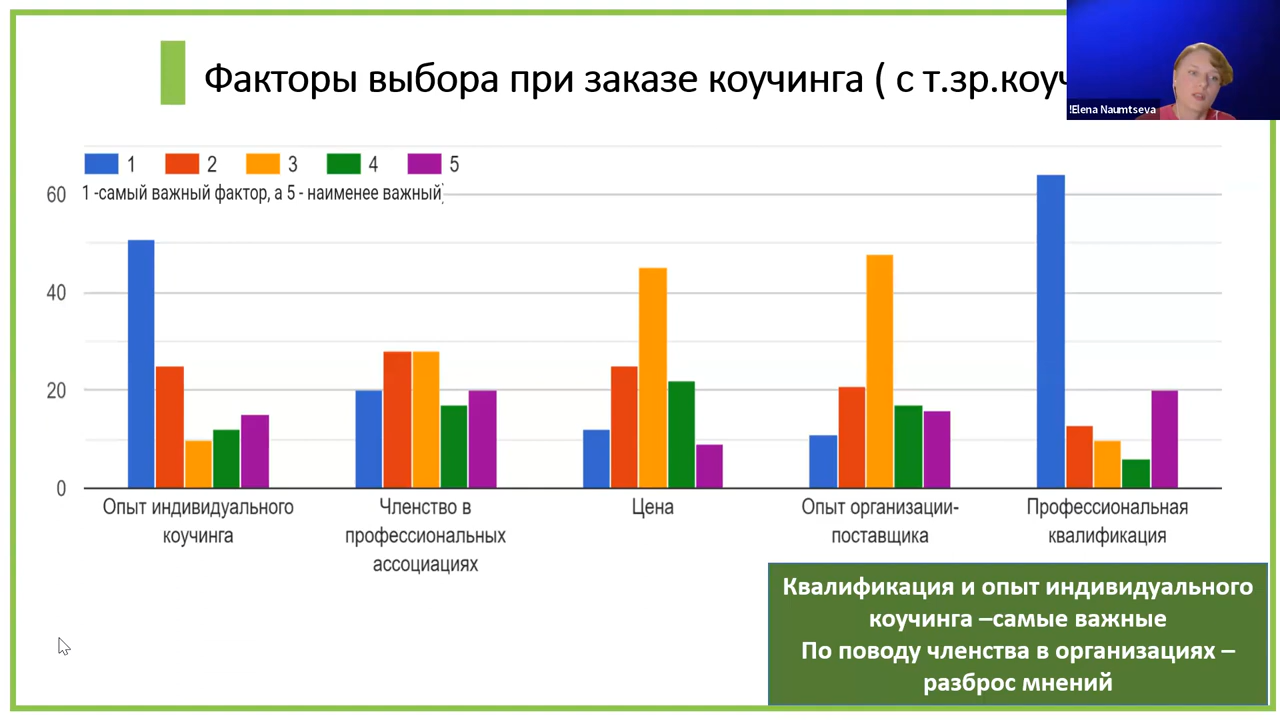 Факторы выбора при заказе коучинга ( с т.зр.коуч
!Elena Naumtseva
1 2 3 4 5
1 -самый важный фактор, а 5 - наименее важный)
60
40
20
0
Опыт индивидуального
коучинга
Членство в
профессиональных
ассоциациях
Цена
Опыт организации-
поставщика
Профессиональная
квалификация
Квалификация и опыт индивидуального
коучинга –самые важные
По поводу членства в организациях –
разброс мнений